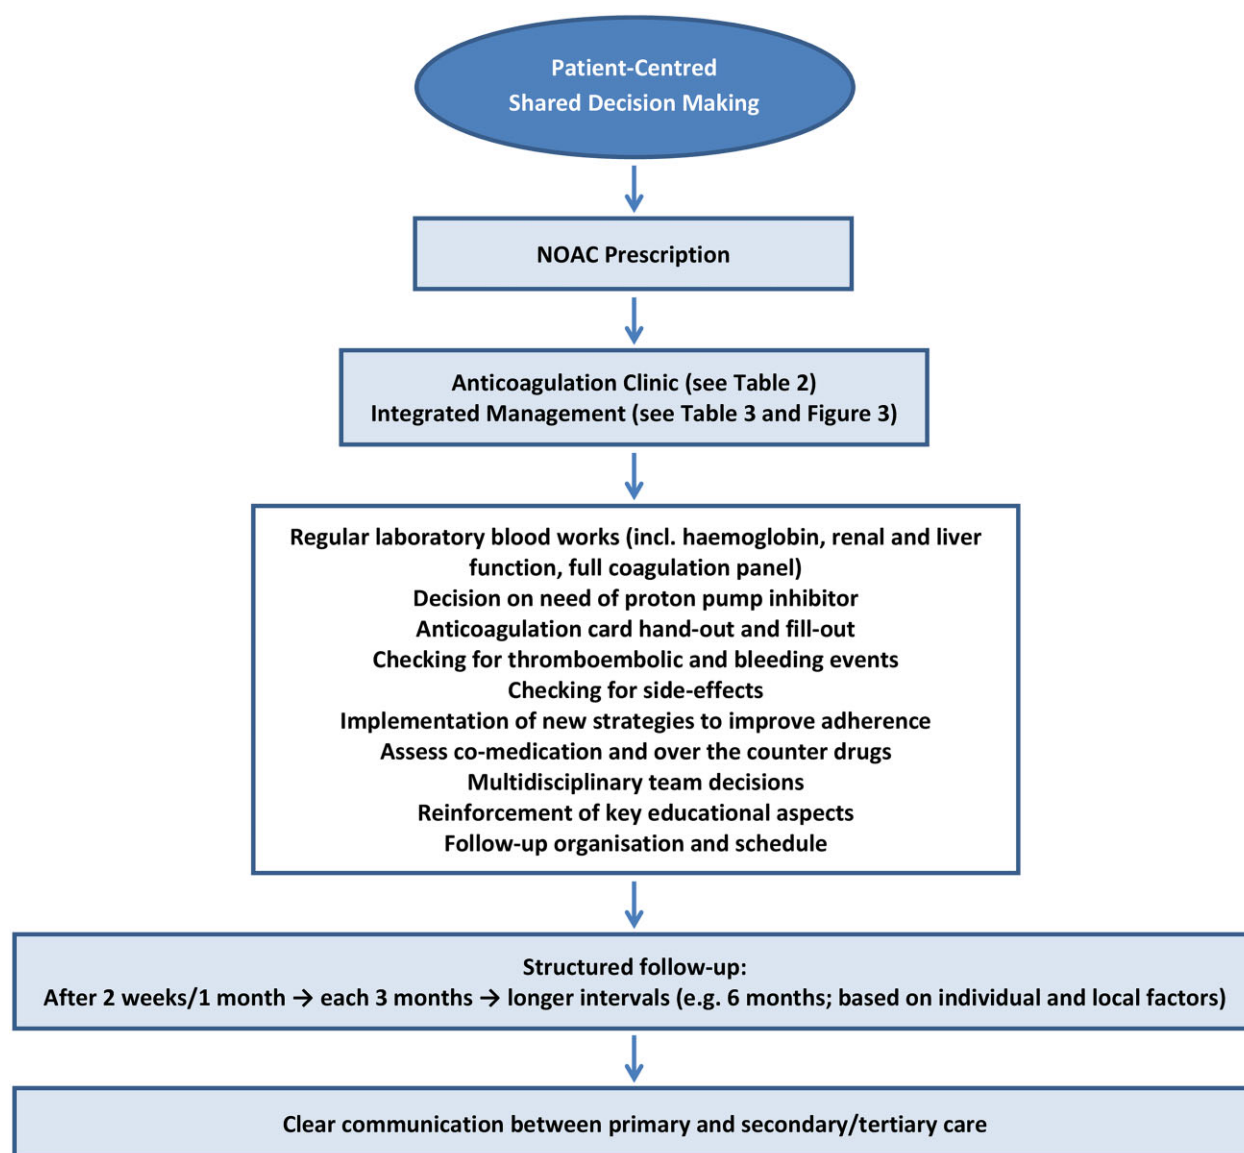 Patient-Centred
Shared Decision Making
NOAC Prescription
Anticoagulation Clinic (see Table 2)
Integrated Management (see Table 3 and Figure 3)
Regular laboratory blood works (incl. haemoglobin, renal and liver
function, full coagulation panel)
Decision on need of proton pump inhibitor
Anticoagulation card hand-out and fill-out
Checking for thromboembolic and bleeding events
Checking for side-effects
Implementation of new strategies to improve adherence
Assess co-medication and over the counter drugs
Multidisciplinary team decisions
Reinforcement of key educational aspects
Follow-up organisation and schedule
Structured follow-up:
After 2 weeks/1 month → each 3 months → longer intervals (e.g. 6 months; based on individual and local factors)
Clear communication between primary and secondary/tertiary care